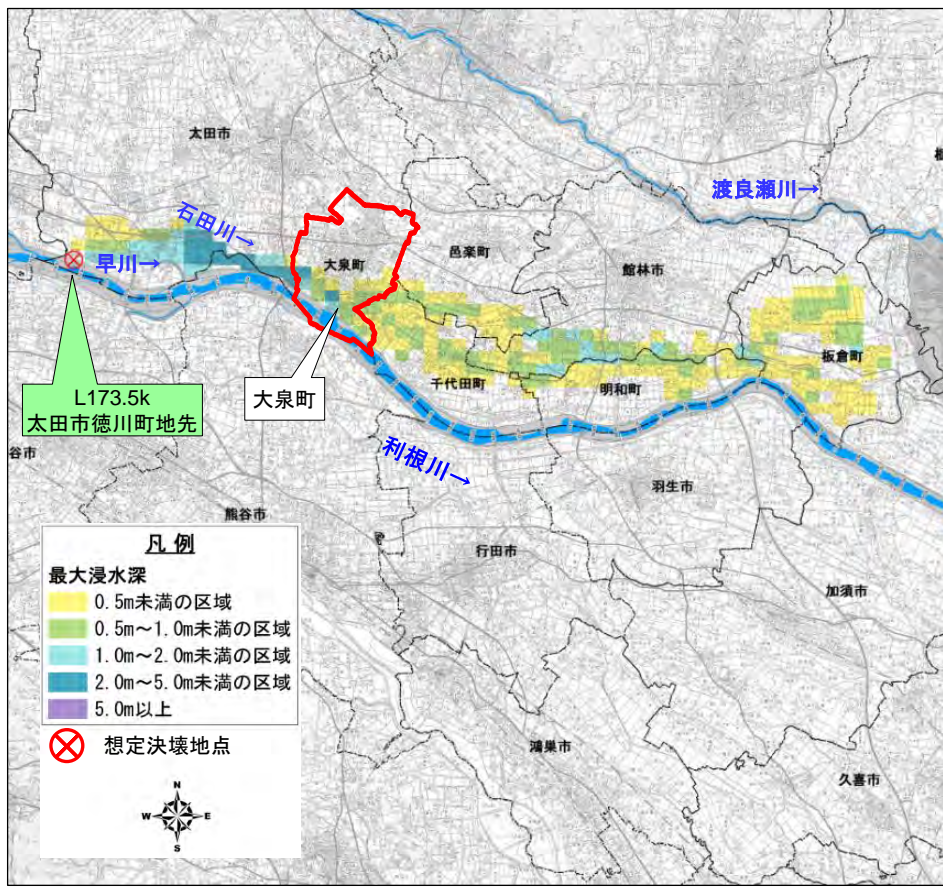 太田市
渡良瀬川→
石田川→
早川→
大泉町
邑楽町
館林市
板倉町
L173.5k
太田市徳川町地先
大泉町
千代田町
明和町
谷市
利根川→
羽生市
熊谷市
行田市
加須市
鴻巣市
久喜市
凡 例
最大浸水深
0.5m未満の区域
0.5m~1.0m未満の区域
1.0m~2.0m未満の区域
2.0m~5.0m未満の区域
5.0m以上
想定決壊地点
N
W
E
S